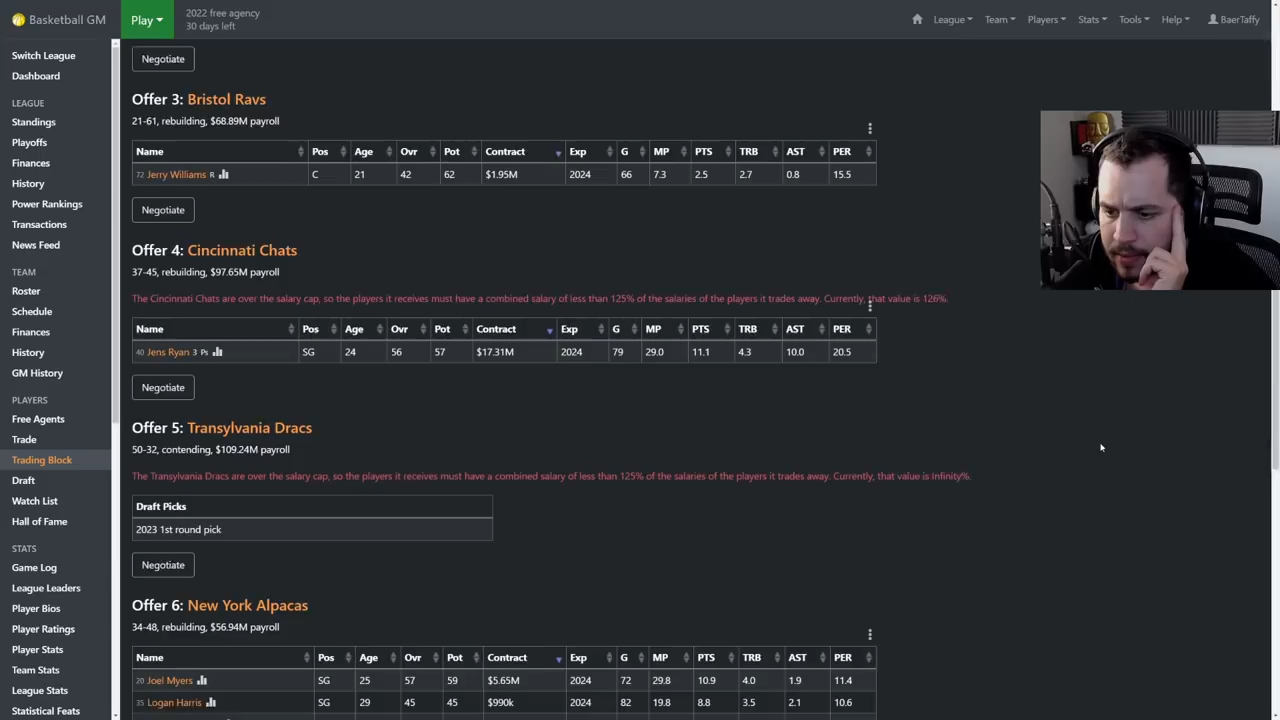 Basketball GM
Play
2022 free agency
30 days left
League
Team
Players
Stats
Tools
Help
BaerTaffy
Switch League
Dashboard
LEAGUE
Standings
Playoffs
Finances
History
Power Rankings
Transactions
News Feed
TEAM
Roster
Schedule
Finances
History
GM History
PLAYERS
Free Agents
Trade
Trading Block
Draft
Watch List
Hall of Fame
STATS
Game Log
League Leaders
Player Bios
Player Ratings
Player Stats
Team Stats
League Stats
Statistical Feats
Negotiate
Offer 3: Bristol Ravs
21-61, rebuilding, $68.89M payroll
Name Pos Age Ovr Pot Contract Exp G MP PTS TRB AST PER
72 Jerry Williams R C 21 42 62 $1.95M 2024 66 7.3 2.5 2.7 0.8 15.5
Negotiate
Offer 4: Cincinnati Chats
37-45, rebuilding, $97.65M payroll
The Cincinnati Chats are over the salary cap, so the players it receives must have a combined salary of less than 125% of the salaries of the players it trades away. Currently, that value is 126%.
Name Pos Age Ovr Pot Contract Exp G MP PTS TRB AST PER
40 Jens Ryan 3 Ps SG 24 56 57 $17.31M 2024 79 29.0 11.1 4.3 10.0 20.5
Negotiate
Offer 5: Transylvania Dracs
50-32, contending, $109.24M payroll
The Transylvania Dracs are over the salary cap, so the players it receives must have a combined salary of less than 125% of the salaries of the players it trades away. Currently, that value is Infinity%.
Draft Picks
2023 1st round pick
Negotiate
Offer 6: New York Alpacas
34-48, rebuilding, $56.94M payroll
Name Pos Age Ovr Pot Contract Exp G MP PTS TRB AST PER
20 Joel Myers SG 25 57 59 $5.65M 2024 72 29.8 10.9 4.0 1.9 11.4
35 Logan Harris SG 29 45 45 $990k 2024 82 19.8 8.8 3.5 2.1 10.6